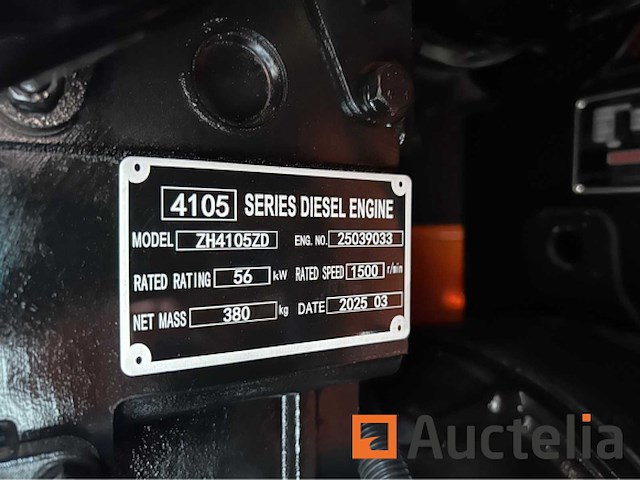 4105 SERIES DIESEL ENGINE
MODEL ZH4105ZD ENG. NO. 25039033
RATED RATING 56 kW RATED SPEED 1500 r/min
NET MASS 380 kg DATE 2025 03
Auctelia